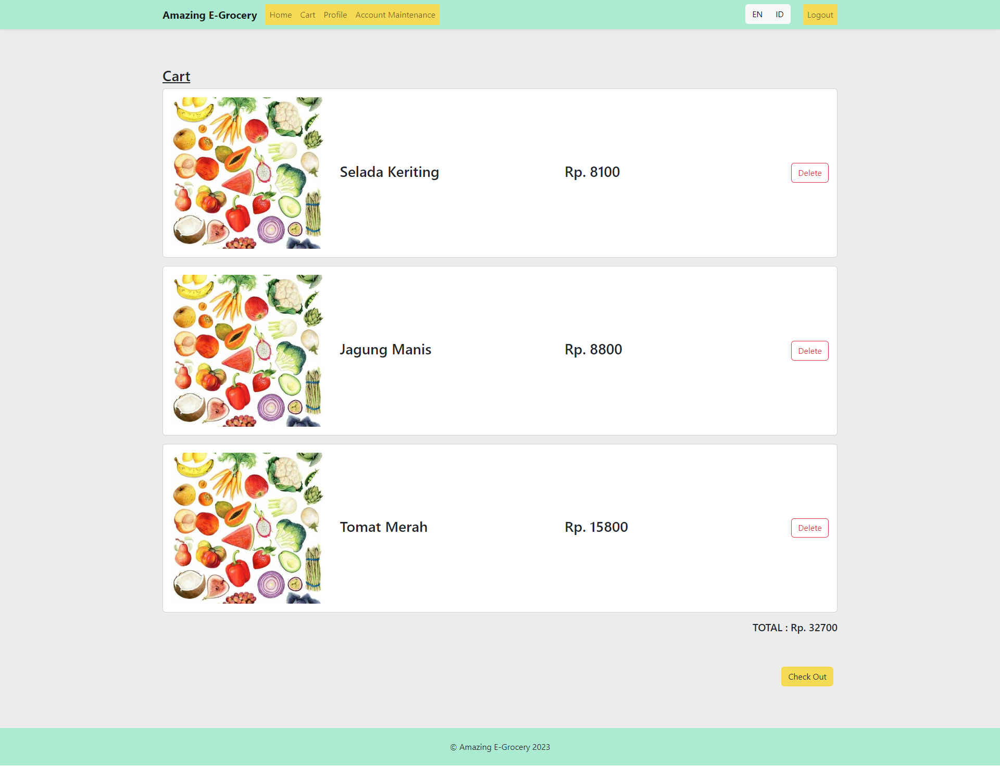 Amazing E-Grocery Home Cart Profile Account Maintenance EN ID Logout
Cart
Selada Keriting Rp. 8100 Delete
Jagung Manis Rp. 8800 Delete
Tomat Merah Rp. 15800 Delete
TOTAL : Rp. 32700
Check Out
© Amazing E-Grocery 2023